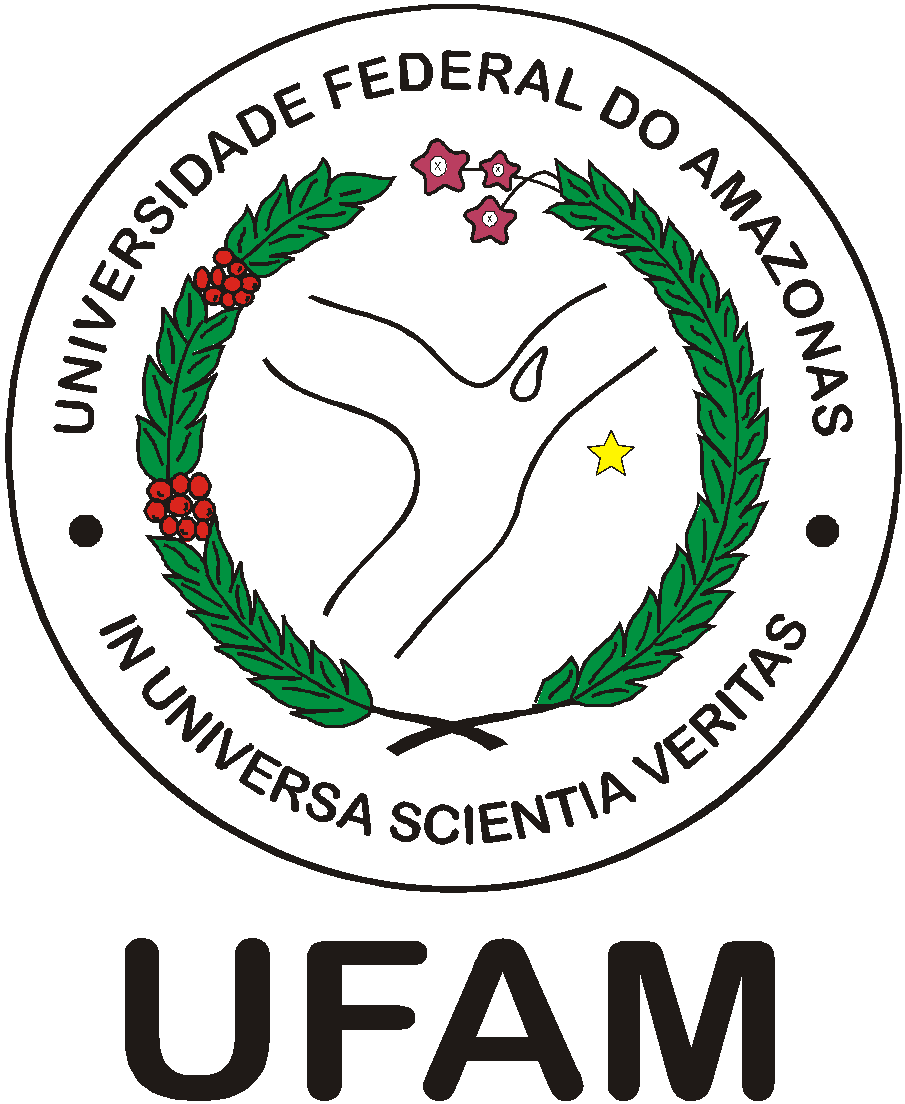 UNIVERSIDADE FEDERAL DO AMAZONAS
x x
x
IN UNIVERSA SCIENTIA VERITAS
UFAM